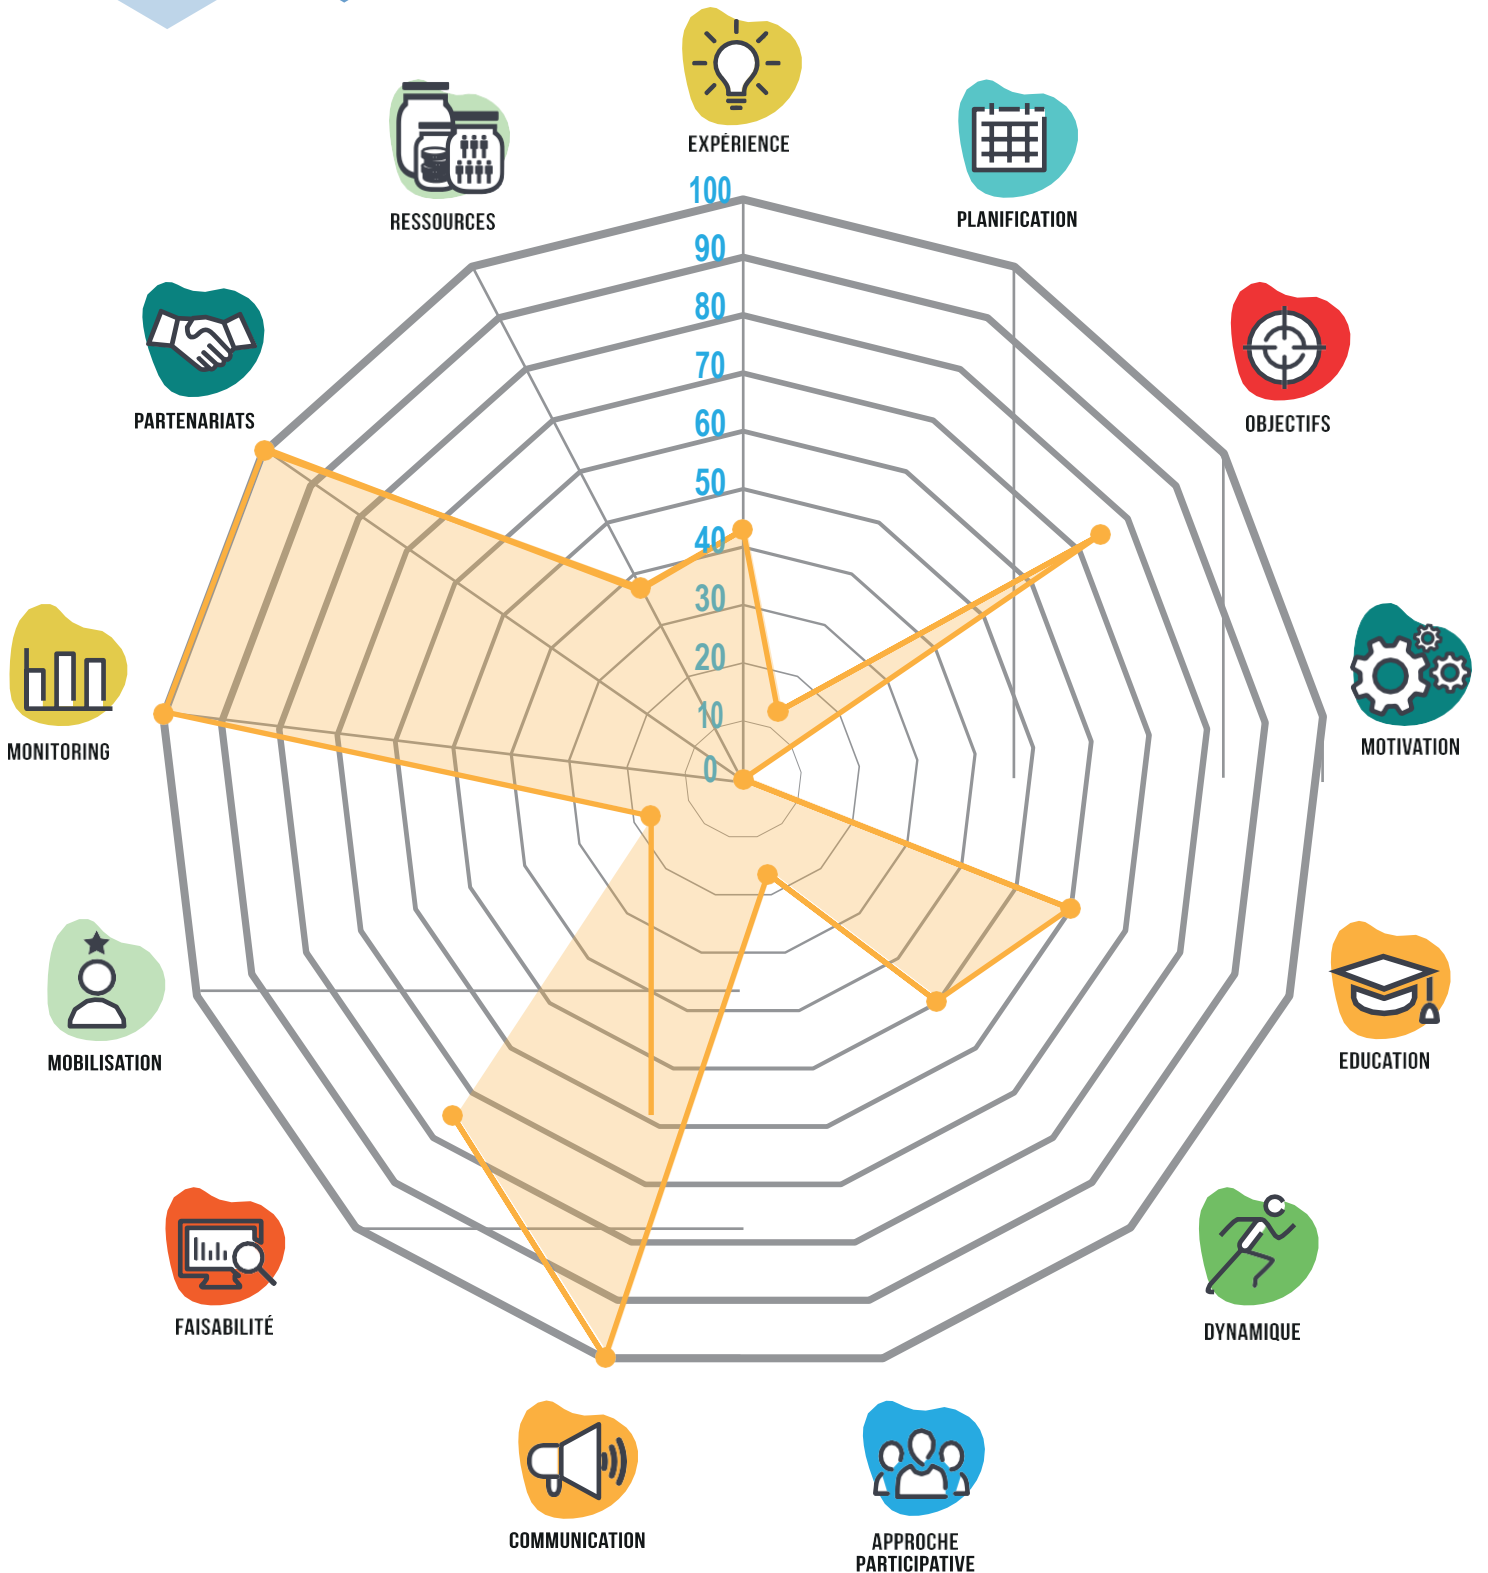 EXPÉRIENCE
PLANIFICATION
RESSOURCES
OBJECTIFS
PARTENARIATS
MOTIVATION
MONITORING
EDUCATION
MOBILISATION
DYNAMIQUE
FAISABILITÉ
COMMUNICATION
APPROCHE
PARTICIPATIVE
100
90
80
70
60
50
40
30
20
10
0